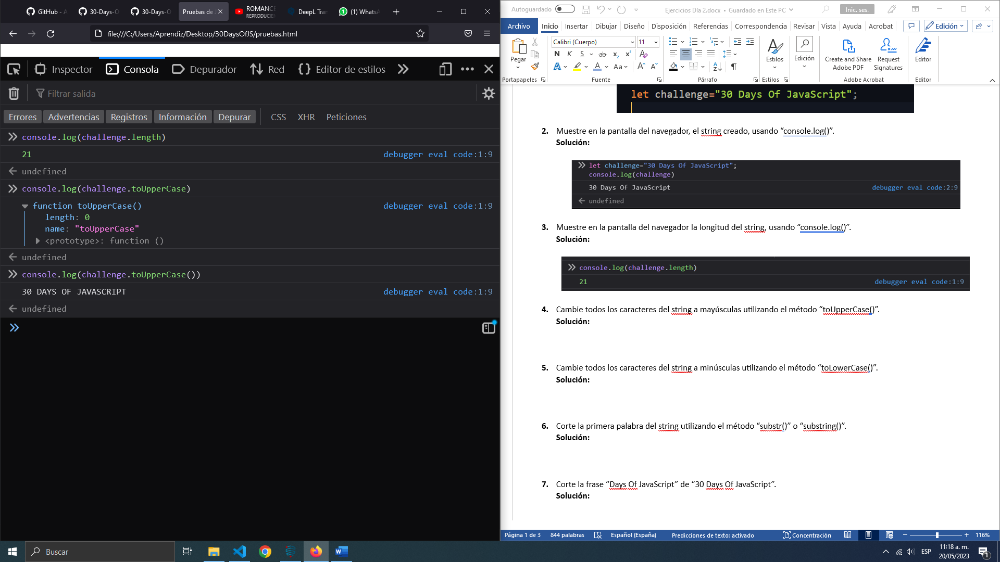 GitHub - A
30-Days-O
30-Days-O
Pruebas de J
ROMANCE
REPRODUCIEN
DeepL Tran
(1) WhatsA
file:///C:/Users/Aprendiz/Desktop/30DaysOfJS/pruebas.html
Inspector
Consola
Depurador
Red
Editor de estilos
Filtrar salida
Errores
Advertencias
Registros
Información
Depurar
CSS
XHR
Peticiones
console.log(challenge.length)
21 debugger eval code:1:9
undefined
console.log(challenge.toUpperCase)
function toUpperCase() debugger eval code:1:9
length: 0
name: "toUpperCase"
<prototype>: function ()
undefined
console.log(challenge.toUpperCase())
30 DAYS OF JAVASCRIPT debugger eval code:1:9
undefined
Autoguardado
Ejercicios Día 2.docx • Guardado en Este PC
Inic. ses.
Archivo
Inicio
Insertar
Dibujar
Diseño
Disposición
Referencias
Correspondencia
Revisar
Vista
Ayuda
Acrobat
Edición
Pegar
Calibri (Cuerpo)
11
N K S ab x₂ x² A
A A Aa A A
Estilos
Edición
Create and Share
Adobe PDF
Request
Signatures
Editor
Portapapeles
Fuente
Párrafo
Estilos
Adobe Acrobat
Editor
let challenge="30 Days Of JavaScript";
2. Muestre en la pantalla del navegador, el string creado, usando “console.log()”.
Solución:
let challenge="30 Days Of JavaScript";
console.log(challenge)
30 Days Of JavaScript debugger eval code:2:9
undefined
3. Muestre en la pantalla del navegador la longitud del string, usando “console.log()”.
Solución:
console.log(challenge.length)
21 debugger eval code:1:9
4. Cambie todos los caracteres del string a mayúsculas utilizando el método “toUpperCase()”.
Solución:
5. Cambie todos los caracteres del string a minúsculas utilizando el método “toLowerCase()”.
Solución:
6. Corte la primera palabra del string utilizando el método “substr()” o “substring()”.
Solución:
7. Corte la frase “Days Of JavaScript” de “30 Days Of JavaScript”.
Solución:
Página 1 de 3
844 palabras
Español (España)
Predicciones de texto: activado
Concentración
116%
Buscar
ESP
11:18 a. m.
20/05/2023
1